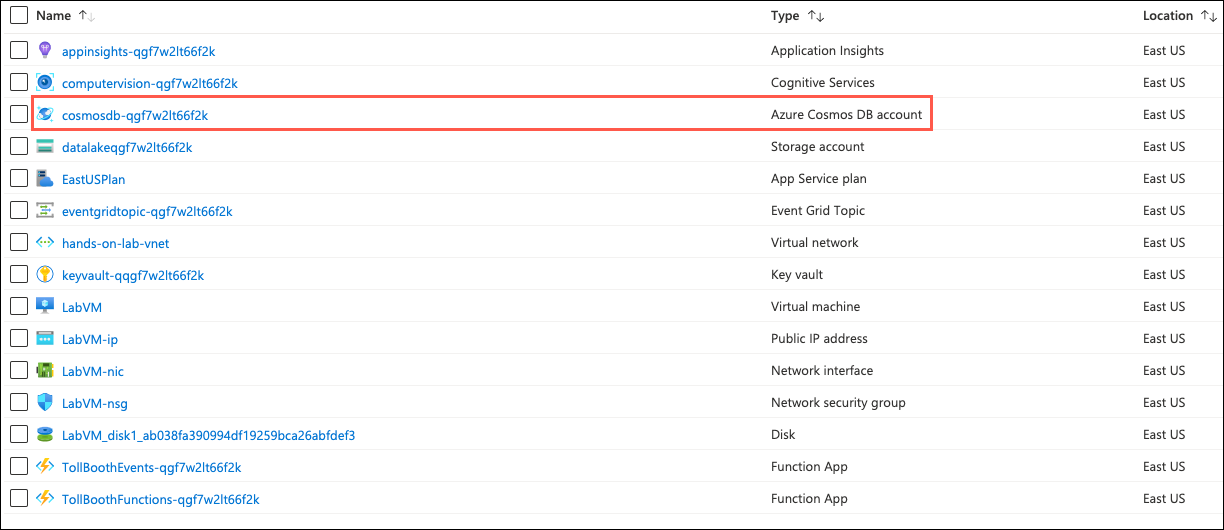 Name ↑↓ Type ↑↓ Location ↑↓
appinsights-qgf7w2lt66f2k Application Insights East US
computervision-qgf7w2lt66f2k Cognitive Services East US
cosmosdb-qgf7w2lt66f2k Azure Cosmos DB account East US
datalakeqgf7w2lt66f2k Storage account East US
EastUSPlan App Service plan East US
eventgridtopic-qgf7w2lt66f2k Event Grid Topic East US
hands-on-lab-vnet Virtual network East US
keyvault-qqgf7w2lt66f2k Key vault East US
LabVM Virtual machine East US
LabVM-ip Public IP address East US
LabVM-nic Network interface East US
LabVM-nsg Network security group East US
LabVM_disk1_ab038fa390994df19259bca26abfdef3 Disk East US
TollBoothEvents-qgf7w2lt66f2k Function App East US
TollBoothFunctions-qgf7w2lt66f2k Function App East US